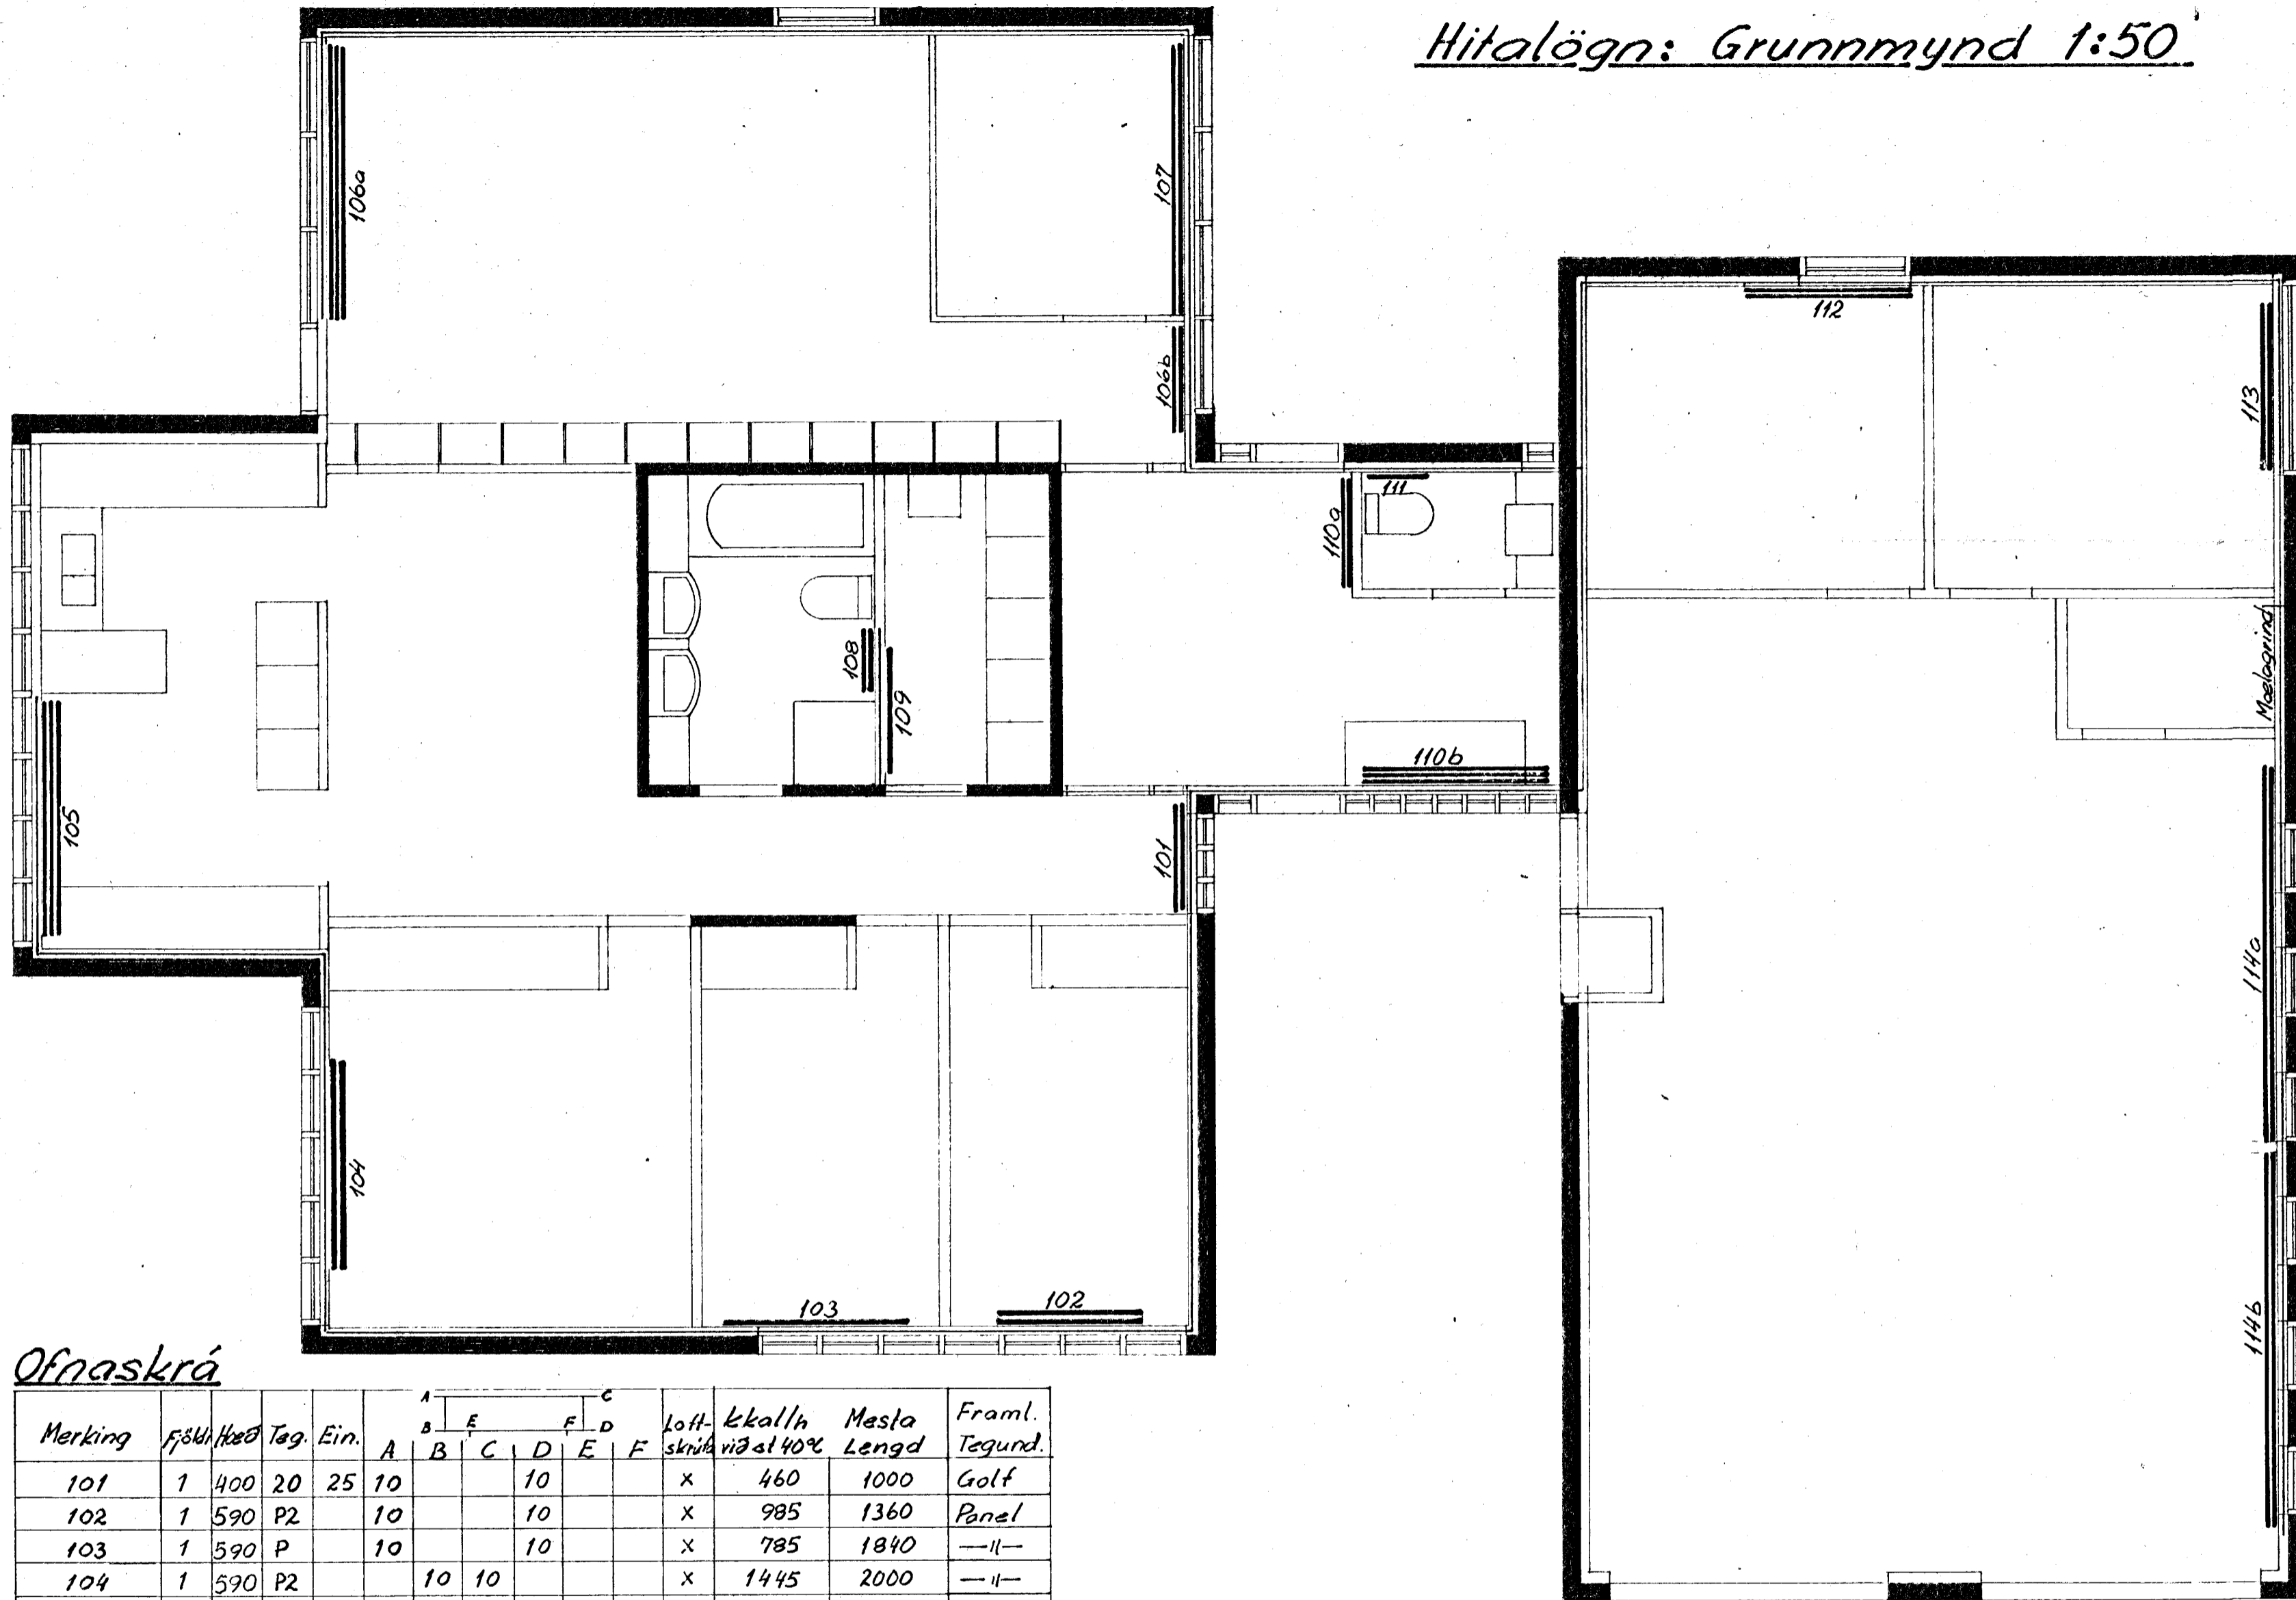 Hitalögn: Grunnmynd 1:50
106a
107
106b
112
113
111
110a
108
109
110b
Mælagrind
105
101
114a
104
103
102
114b
Ofnaskrá
A C
B E F D
Merking Fjöldi Hæð Teg. Ein. A B C D E F Loft-skrúfa kkal/h við Δt 40°C Mesta Lengd Framl. Tegund.
101 1 400 20 25 10 10 x 460 1000 Golf
102 1 590 P2 10 10 x 985 1360 Panel
103 1 590 P 10 10 x 785 1840 —〃—
104 1 590 P2 10 10 x 1445 2000 —〃—